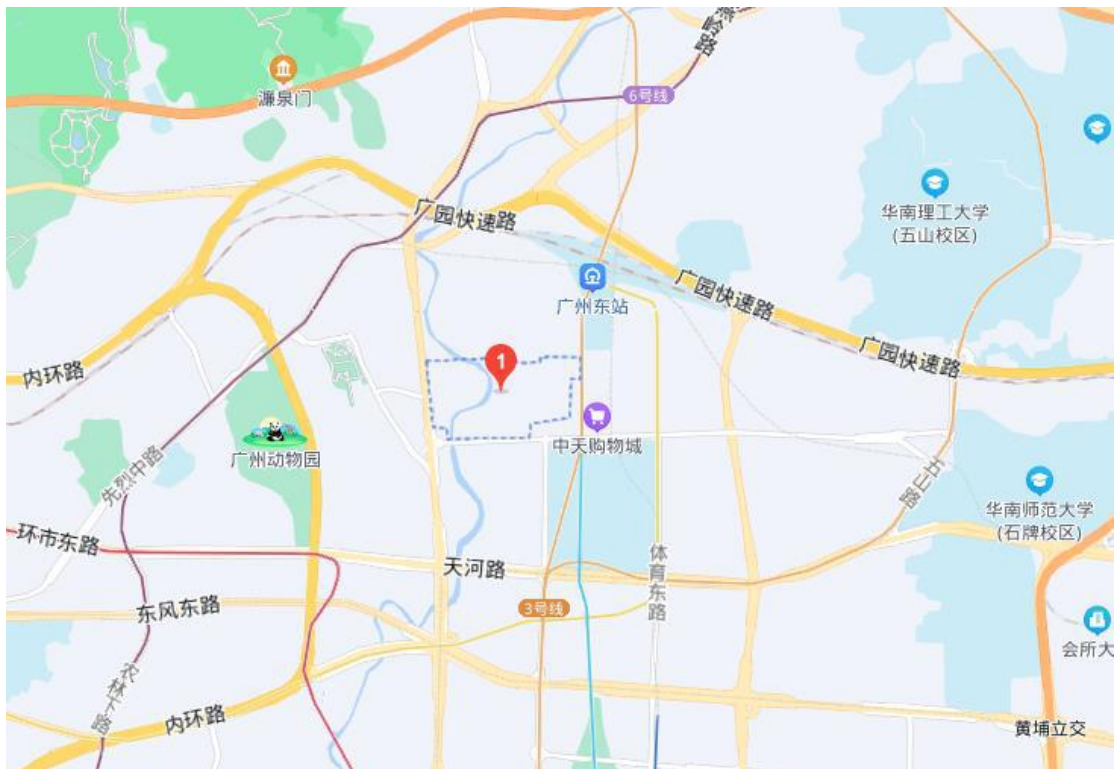 燕岭路
濂泉门
6号线
华南理工大学
(五山校区)
广园快速路
广州东站
广园快速路
广园快速路
内环路
1
中天购物城
广州动物园
先烈中路
五山路
华南师范大学
(石牌校区)
环市东路
天河路
体育东路
东风东路
3号线
会所大
农林下路
内环路
黄埔立交